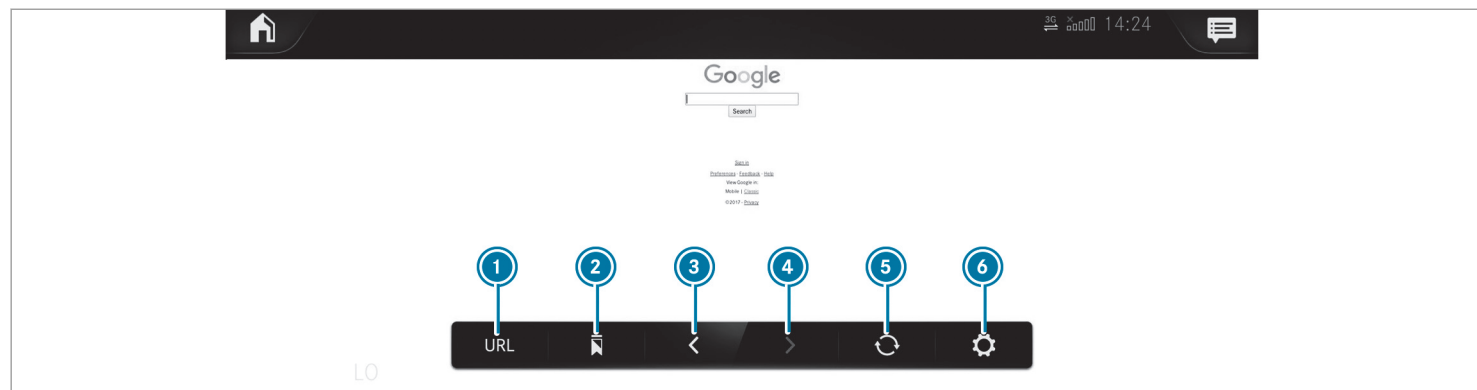 3G 14:24
Google
Search
Sign in
Preferences - Feedback - Help
View Google in:
Mobile | Classic
©2017 - Privacy
1 2 3 4 5 6
URL
LO